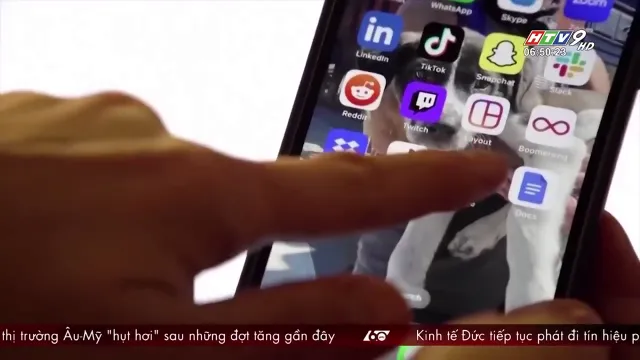 WhatsApp
Skype
zoom
HTV9 HD
06:50:23
LinkedIn
TikTok
Snapchat
Slack
Reddit
Twitch
Layout
Boomerang
Docs
thị trường Âu-Mỹ "hụt hơi" sau những đợt tăng gần đây
60s
Kinh tế Đức tiếp tục phát đi tín hiệu p